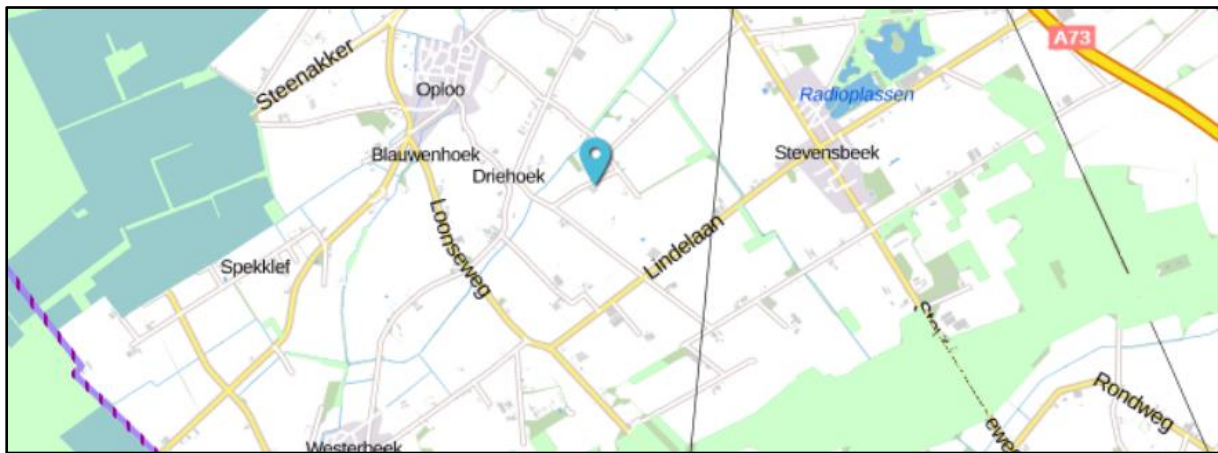 A73
Steenakker
Oploo
Radioplassen
Blauwenhoek
Stevensbeek
Driehoek
Loonseweg
Lindelaan
Spekklef
Rondweg
Westerbeek